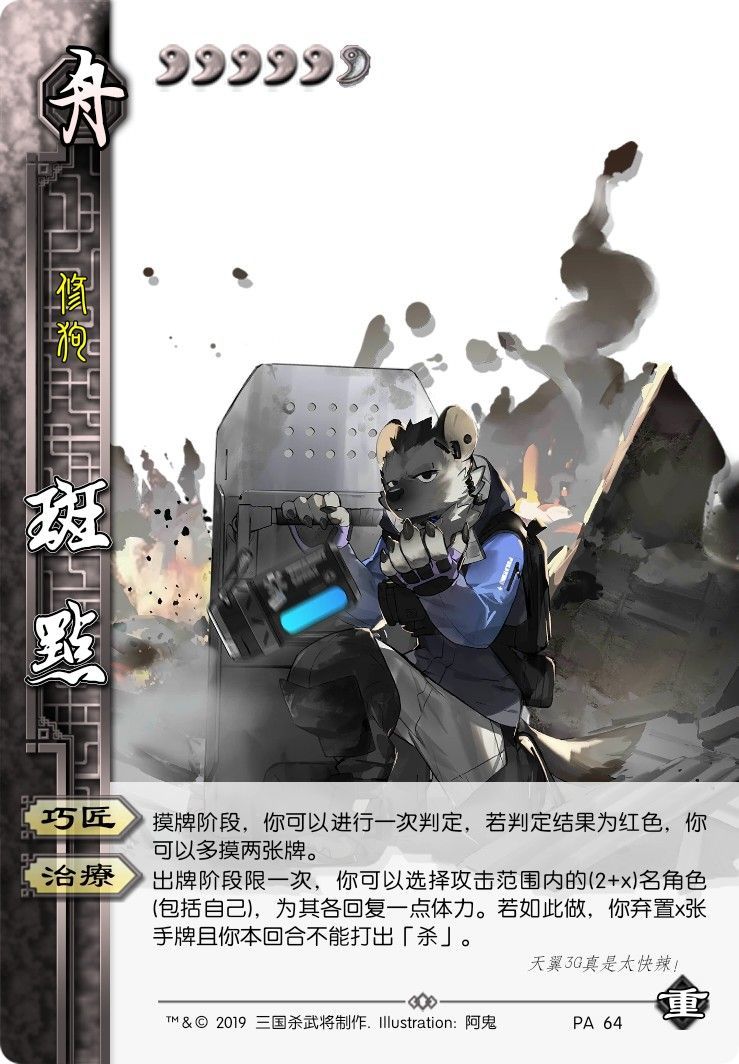 舟
修狗
斑點
巧匠
摸牌阶段，你可以进行一次判定，若判定结果为红色，你
可以多摸两张牌。
治療
出牌阶段限一次，你可以选择攻击范围内的(2+x)名角色
(包括自己)，为其各回复一点体力。若如此做，你弃置x张
手牌且你本回合不能打出「杀」。
天翼3G真是太快辣！
重
™&© 2019 三国杀武将制作. Illustration: 阿鬼
PA 64